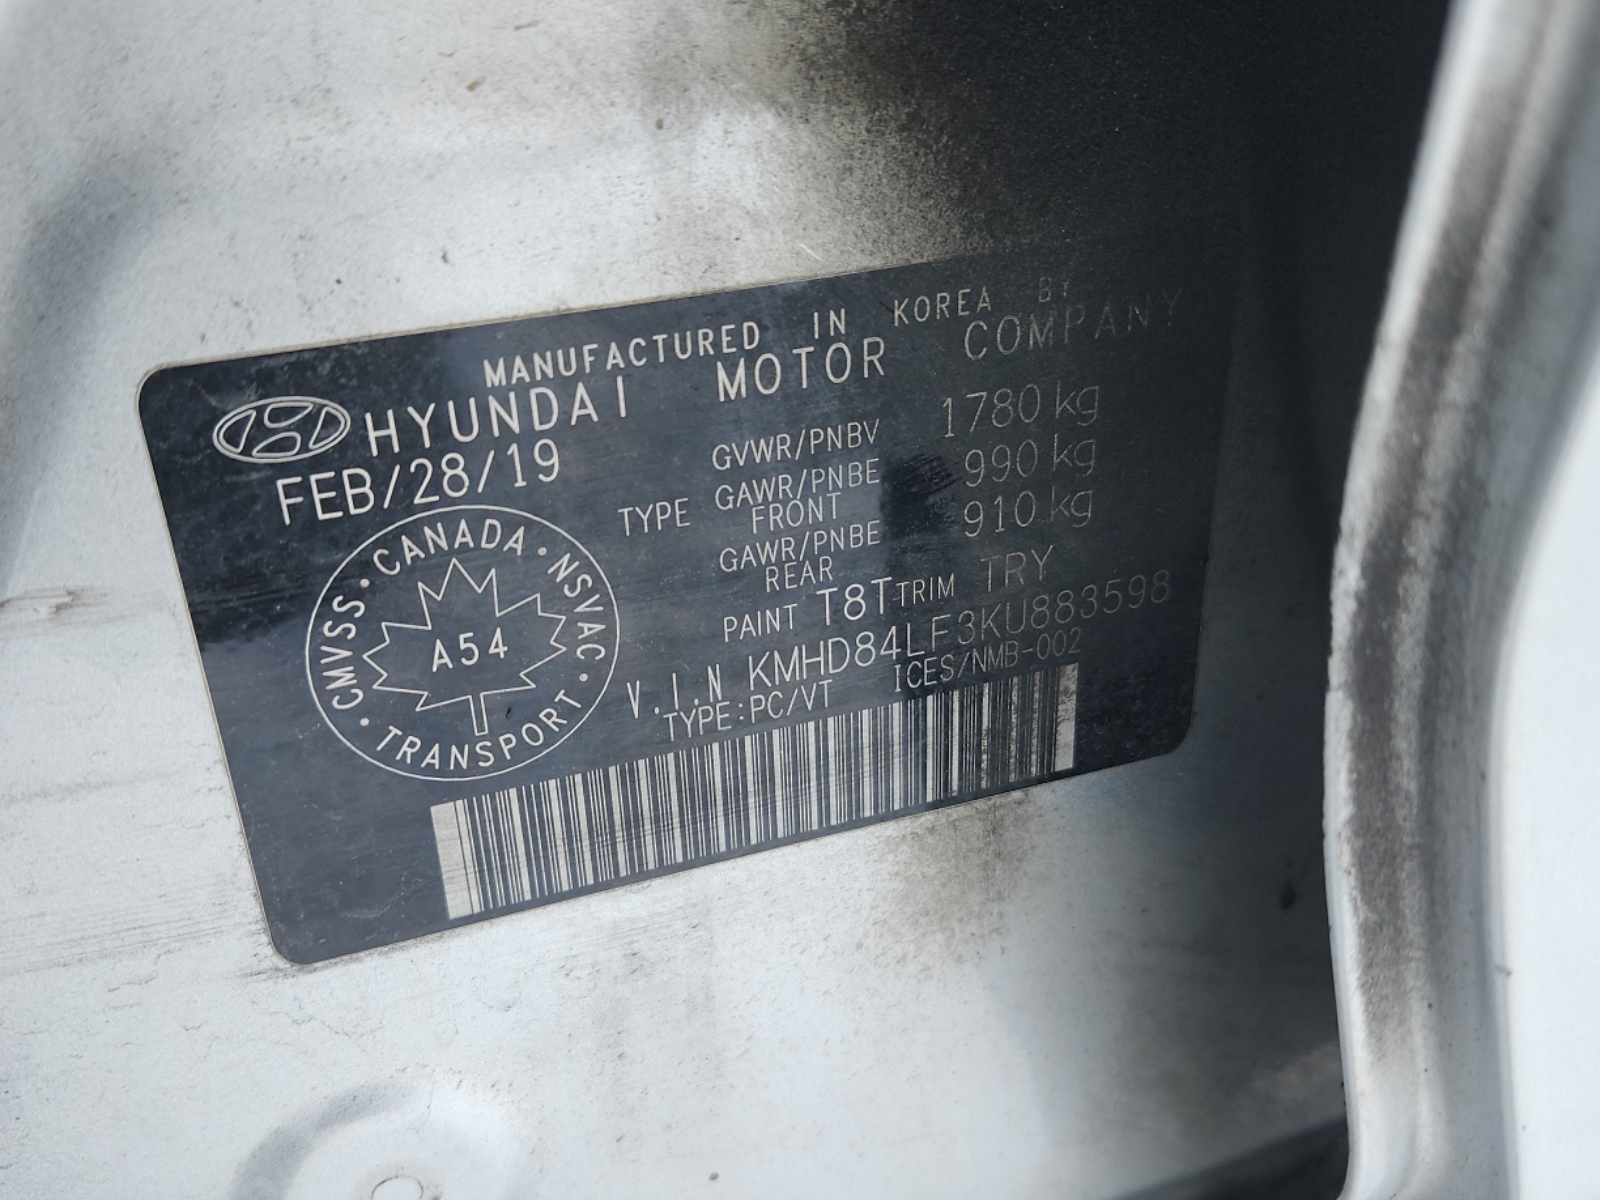 MANUFACTURED IN KOREA BY
HYUNDAI MOTOR COMPANY
FEB/28/19
GVWR/PNBV 1780 kg
TYPE GAWR/PNBE FRONT 990 kg
GAWR/PNBE REAR 910 kg
PAINT T8T TRIM TRY
V.I.N KMHD84LF3KU883598
TYPE:PC/VT ICES/NMB-002
CMVSS · CANADA · NSVAC · TRANSPORT ·
A54